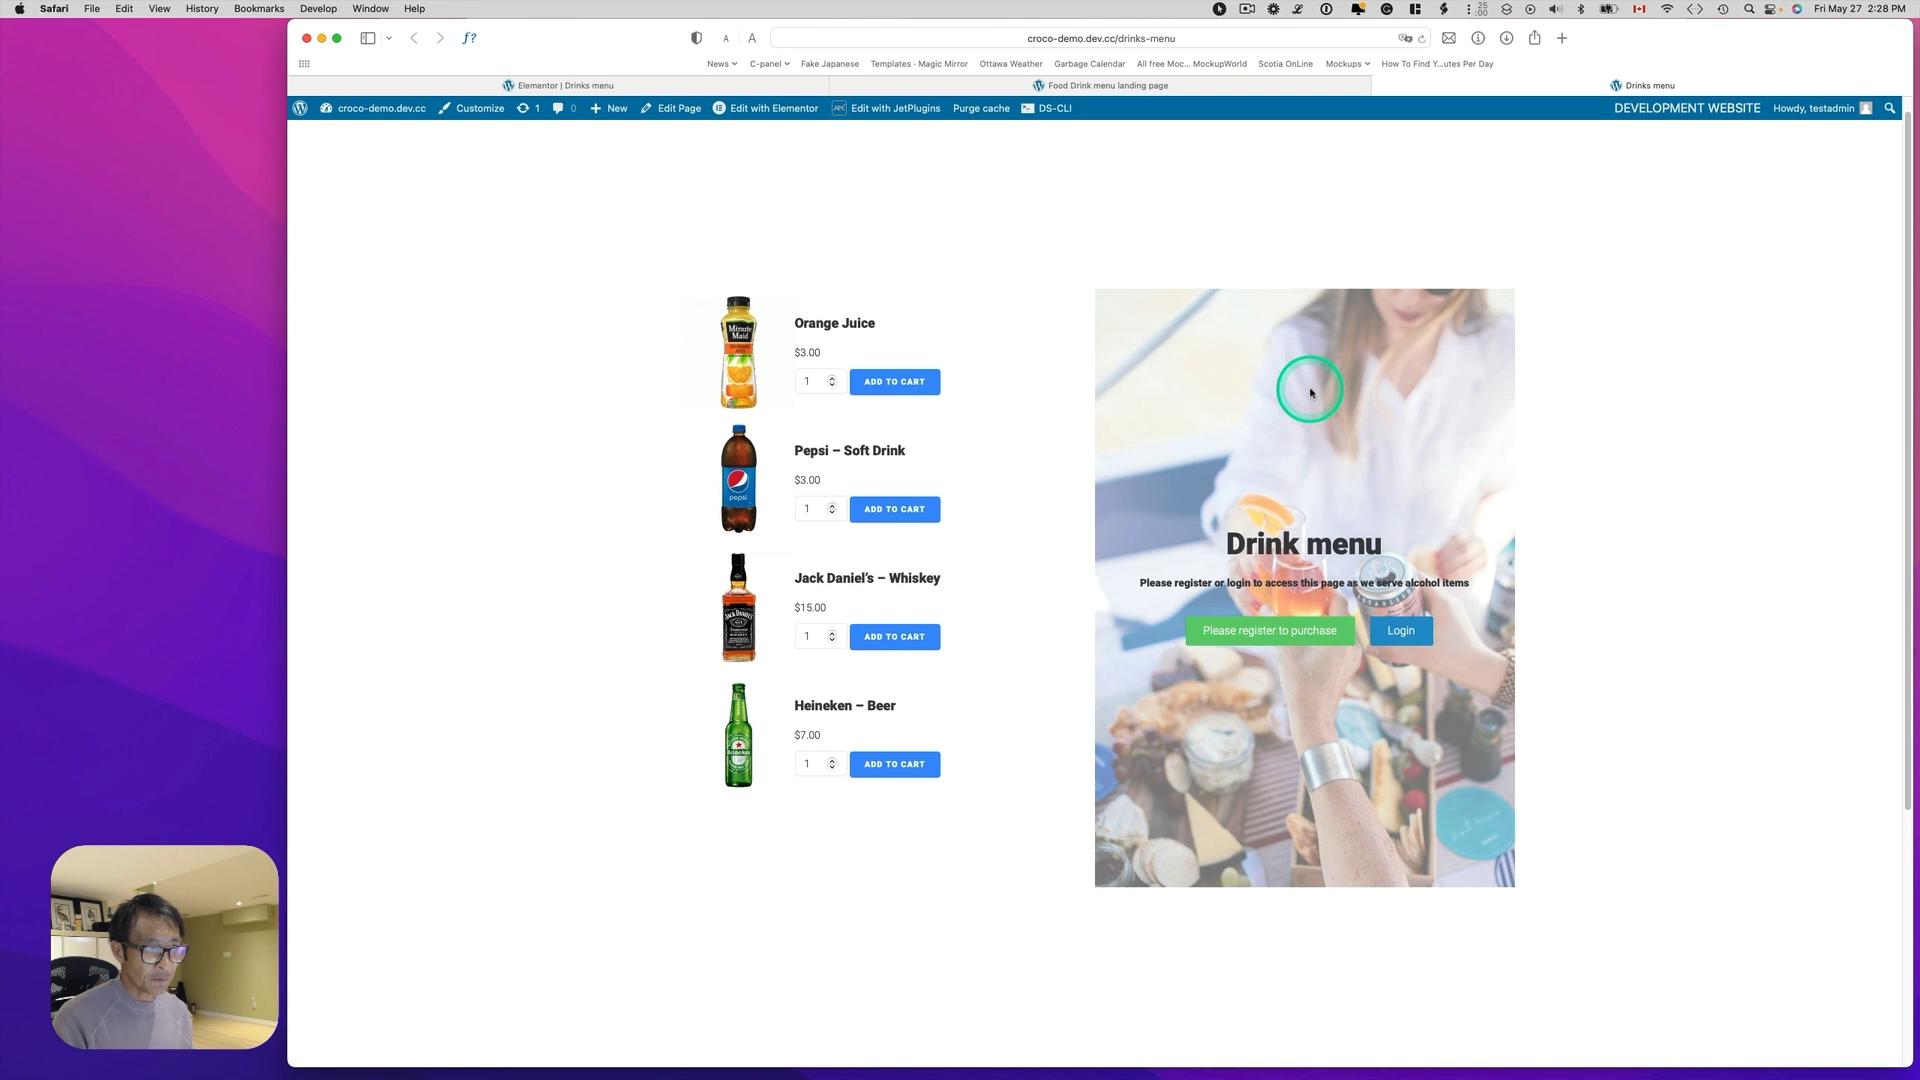 Safari File Edit View History Bookmarks Develop Window Help 25 :00 Fri May 27 2:28 PM
f? A A croco-demo.dev.cc/drinks-menu
News C-panel Fake Japanese Templates · Magic Mirror Ottawa Weather Garbage Calendar All free Moc... MockupWorld Scotia OnLine Mockups How To Find Y...utes Per Day
Elementor | Drinks menu Food Drink menu landing page Drinks menu
croco-demo.dev.cc Customize 1 0 New Edit Page Edit with Elementor Edit with JetPlugins Purge cache DS-CLI DEVELOPMENT WEBSITE Howdy, testadmin
Minute
Maid
Orange Juice
$3.00
1 ADD TO CART
pepsi
Pepsi – Soft Drink
$3.00
1 ADD TO CART
Jack Daniel's – Whiskey
$15.00
1 ADD TO CART
Heineken
Heineken – Beer
$7.00
1 ADD TO CART
Drink menu
Please register or login to access this page as we serve alcohol items
Please register to purchase Login